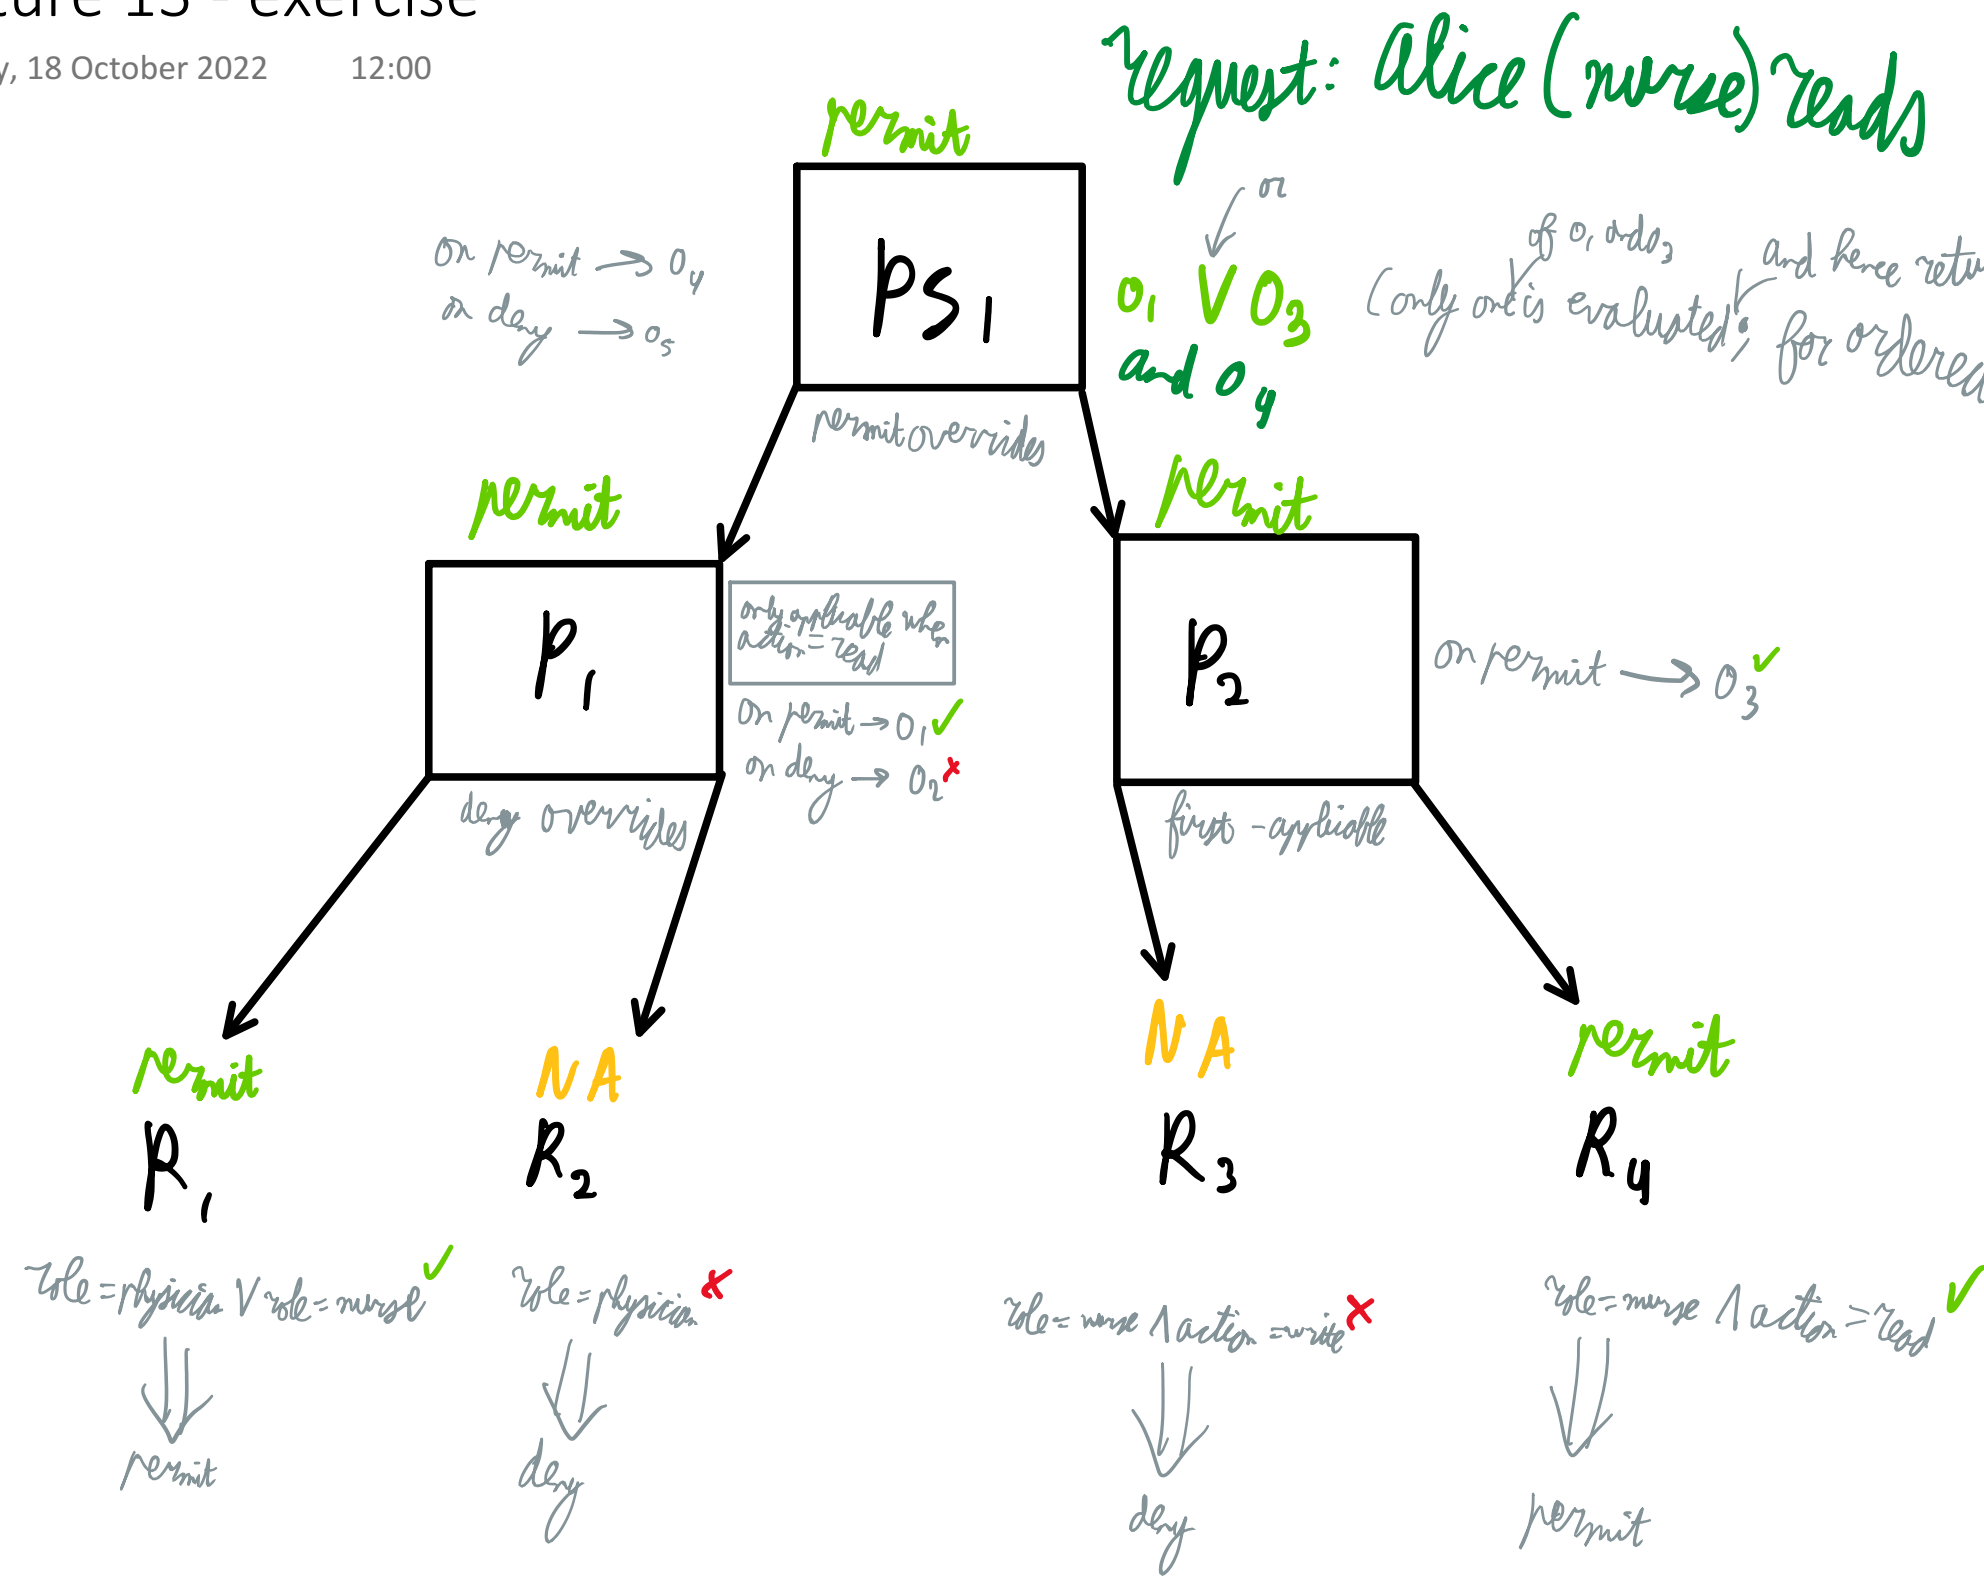 ture 13 - exercise
y, 18 October 2022 12:00
request: Alice (nurse) reads
permit
or
on permit → O4
on deny → O5
PS1
O1 V O3
and O4
of O1 and O3
and hence retu
(only one is evaluated; for ordered
permit overrides
permit
permit
P1
only applicable when
action = read
on permit → O1 ✓
on deny → O2 x
P2
on permit → O3 ✓
deny overrides
first-applicable
permit
NA
NA
permit
R1
R2
R3
R4
role=physician V role=nurse ✓
role=physician x
role=nurse Λ action=write x
role=nurse Λ action=read ✓
permit
deny
deny
permit